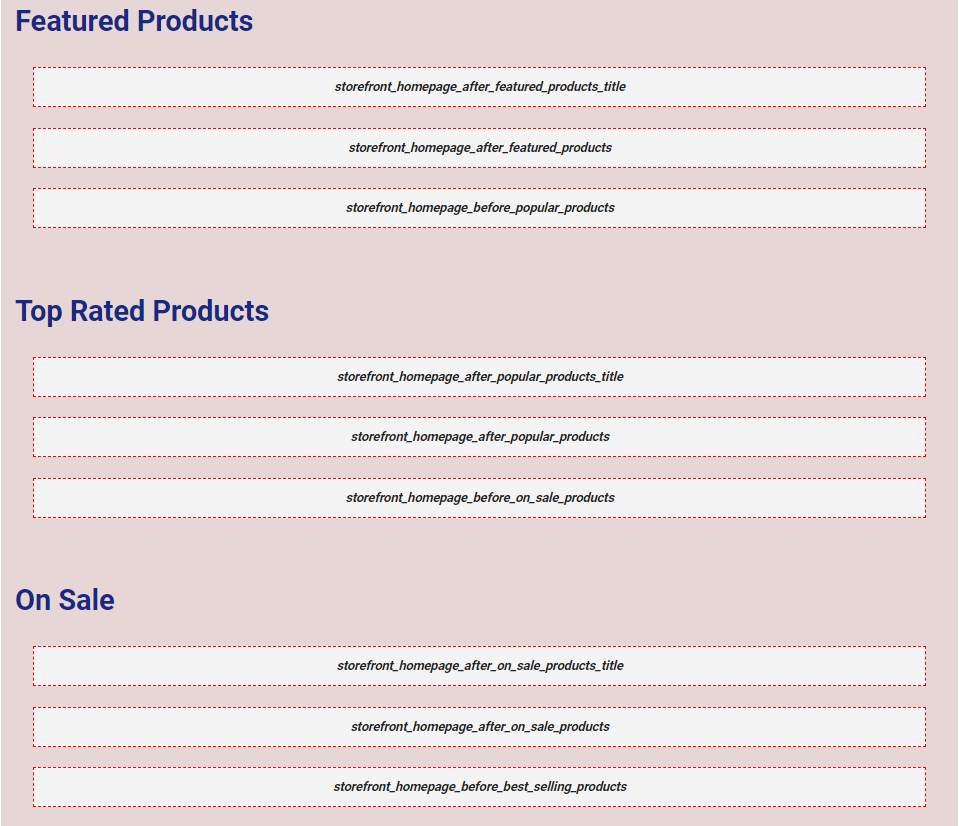 Featured Products
storefront_homepage_after_featured_products_title
storefront_homepage_after_featured_products
storefront_homepage_before_popular_products
Top Rated Products
storefront_homepage_after_popular_products_title
storefront_homepage_after_popular_products
storefront_homepage_before_on_sale_products
On Sale
storefront_homepage_after_on_sale_products_title
storefront_homepage_after_on_sale_products
storefront_homepage_before_best_selling_products